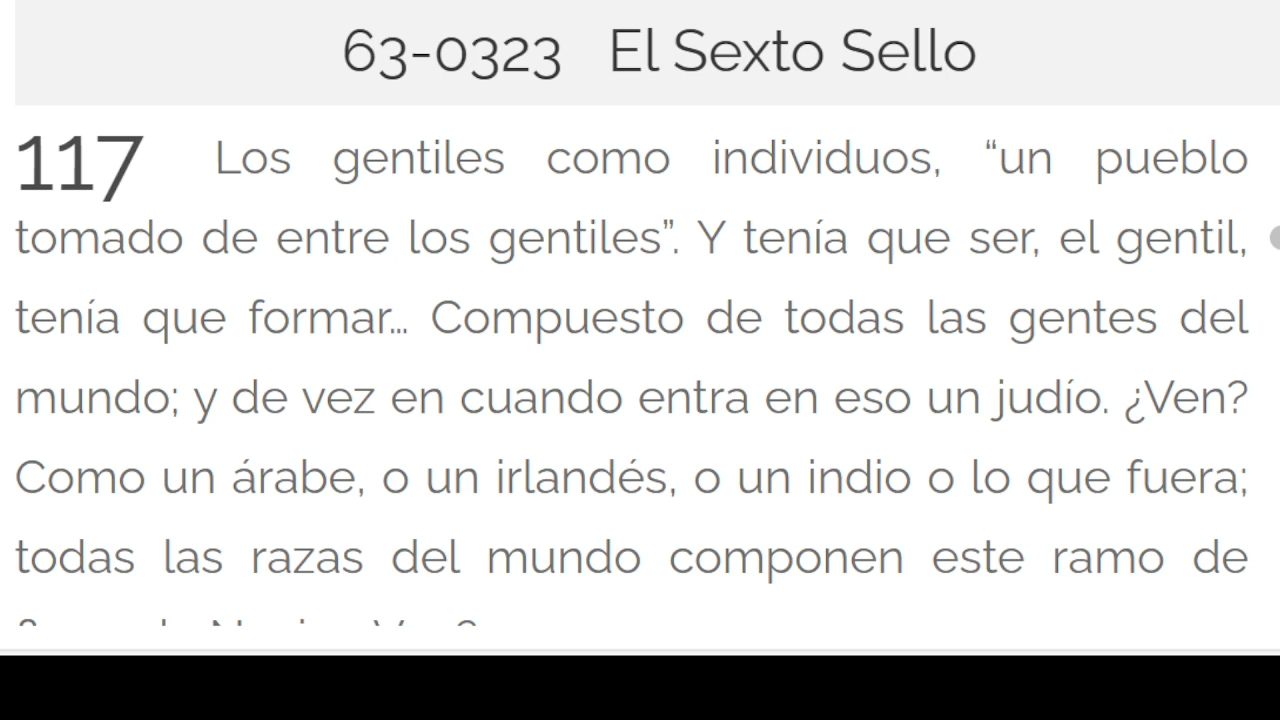 63-0323 El Sexto Sello
117 Los gentiles como individuos, “un pueblo
tomado de entre los gentiles”. Y tenía que ser, el gentil,
tenía que formar… Compuesto de todas las gentes del
mundo; y de vez en cuando entra en eso un judío. ¿Ven?
Como un árabe, o un irlandés, o un indio o lo que fuera;
todas las razas del mundo componen este ramo de